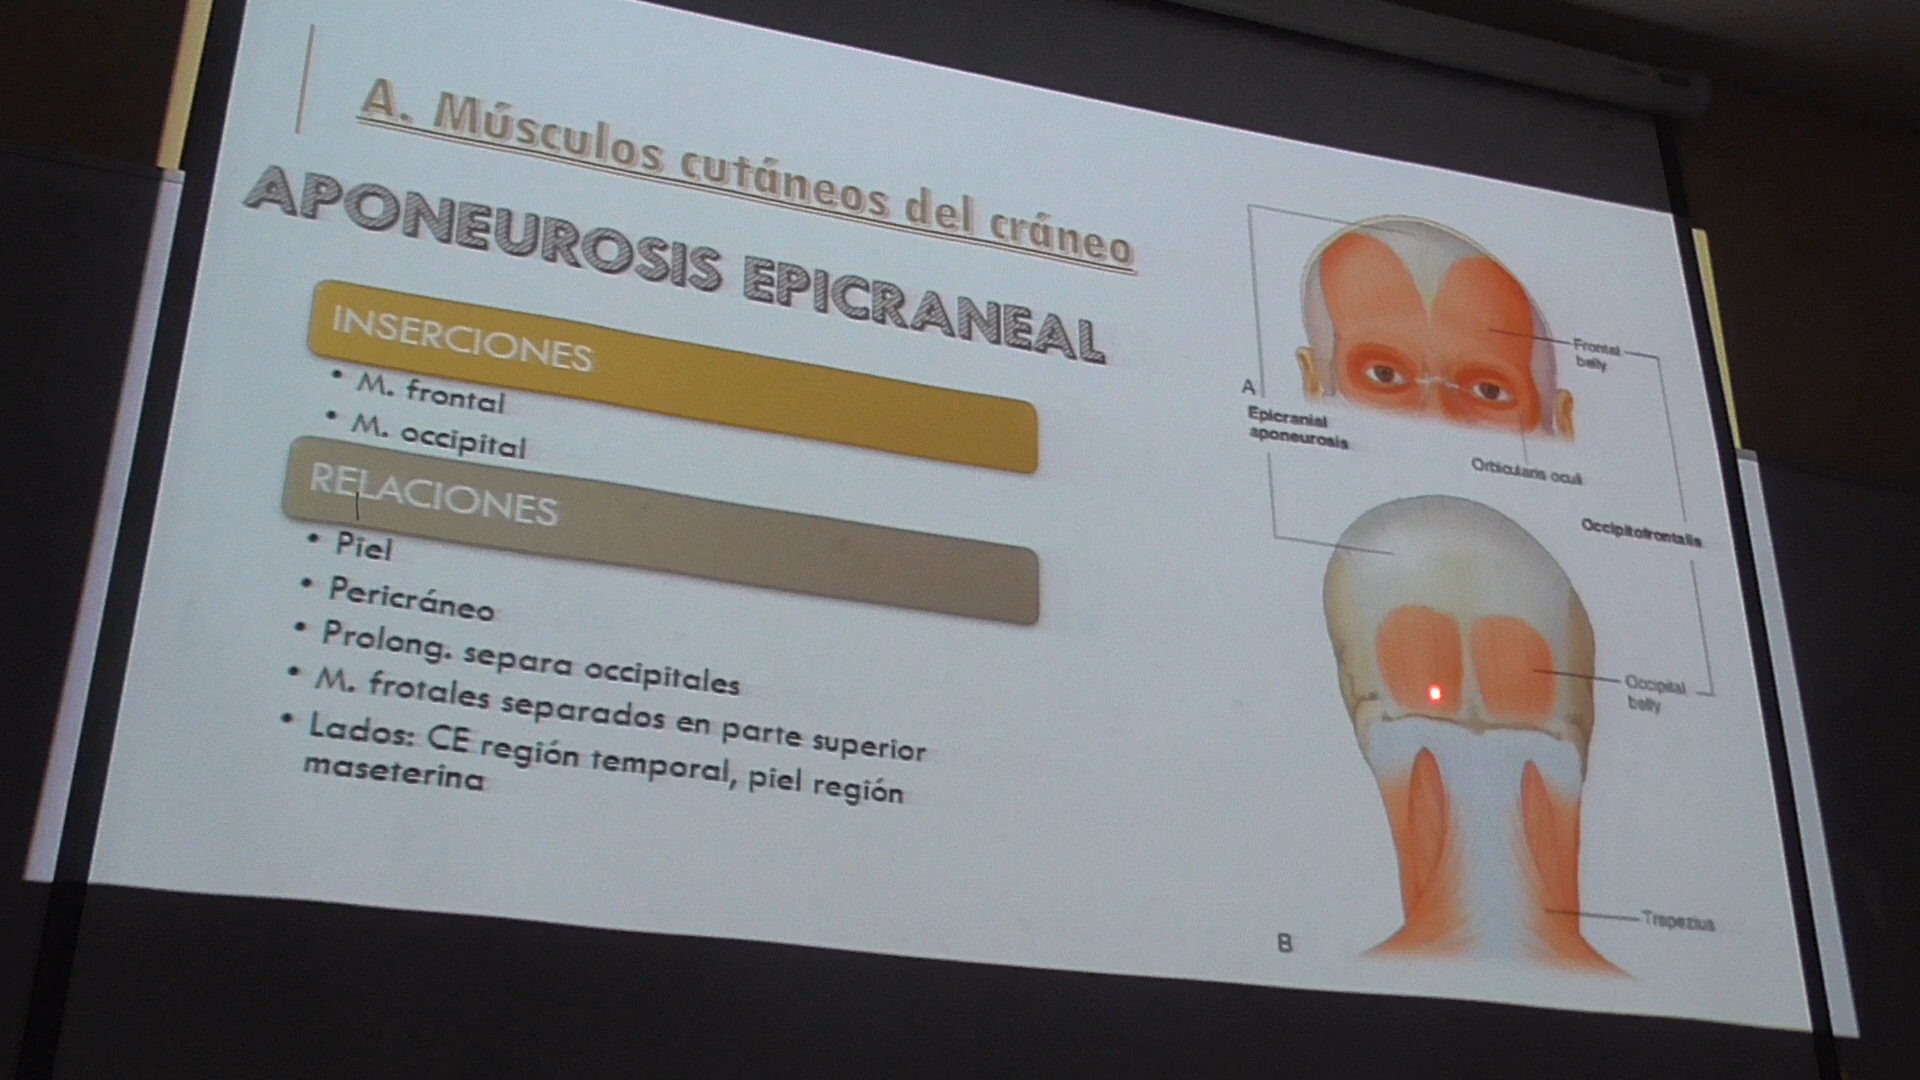 A. Músculos cutáneos del cráneo
APONEUROSIS EPICRANEAL
INSERCIONES
• M. frontal
• M. occipital
RELACIONES
• Piel
• Pericráneo
• Prolong. separa occipitales
• M. frotales separados en parte superior
• Lados: CE región temporal, piel región
maseterina
A
Epicranial
aponeurosis
Frontal
belly
Orbicularis oculi
Occipitofrontalis
Occipital
belly
Trapezius
B